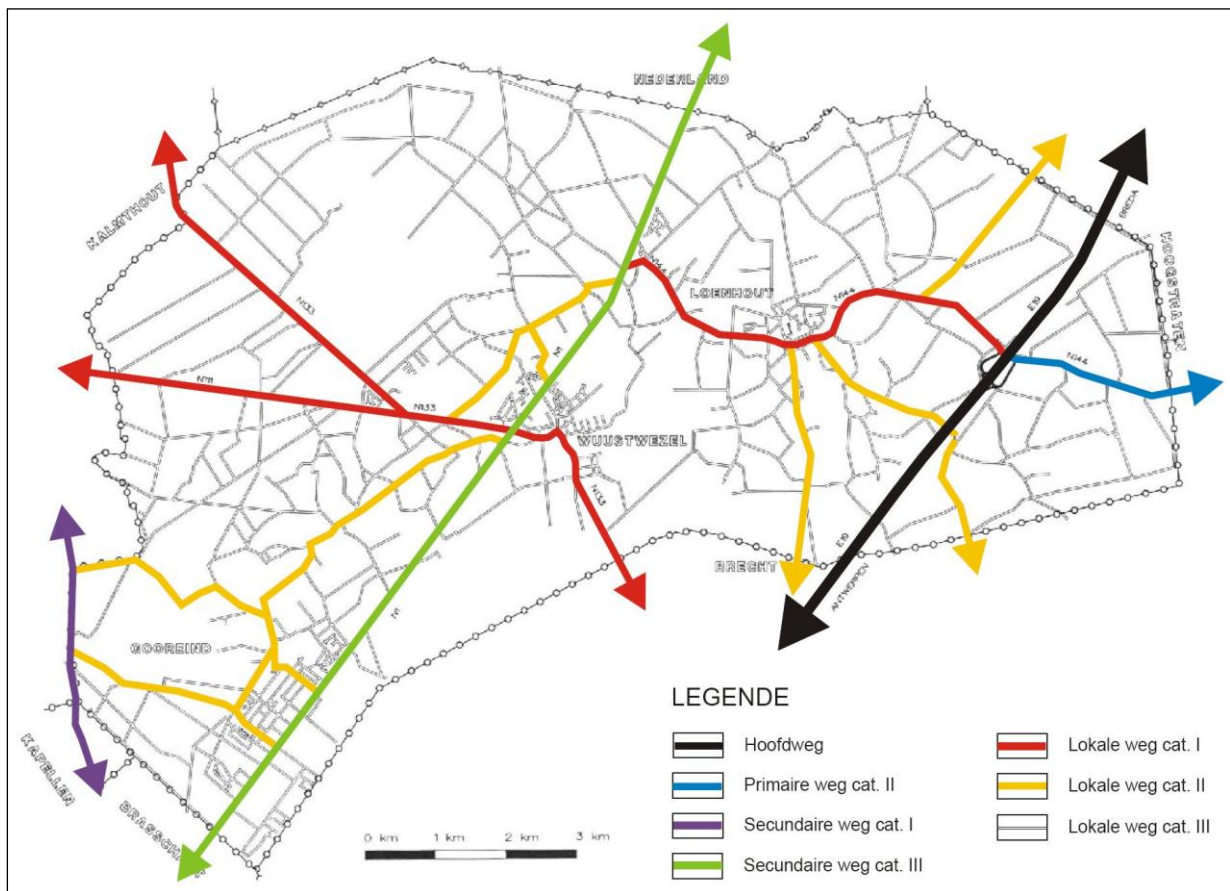 NEDERLAND
KALMTHOUT
BREDA
HOOGSTRATEN
N133
N144
LOENHOUT
N144
E19
N144
N1
N111
N133
WUUSTWEZEL
N133
E19
BRECHT
ANTWERPEN
N1
GOOREIND
KAPELLEN
BRASSCHAAT
0 km 1 km 2 km 3 km
LEGENDE
Hoofdweg
Primaire weg cat. II
Secundaire weg cat. I
Secundaire weg cat. III
Lokale weg cat. I
Lokale weg cat. II
Lokale weg cat. III